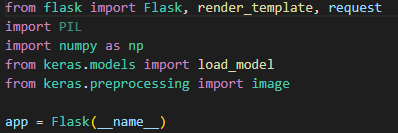 from flask import Flask, render_template, request
import PIL
import numpy as np
from keras.models import load_model
from keras.preprocessing import image
app = Flask(__name__)